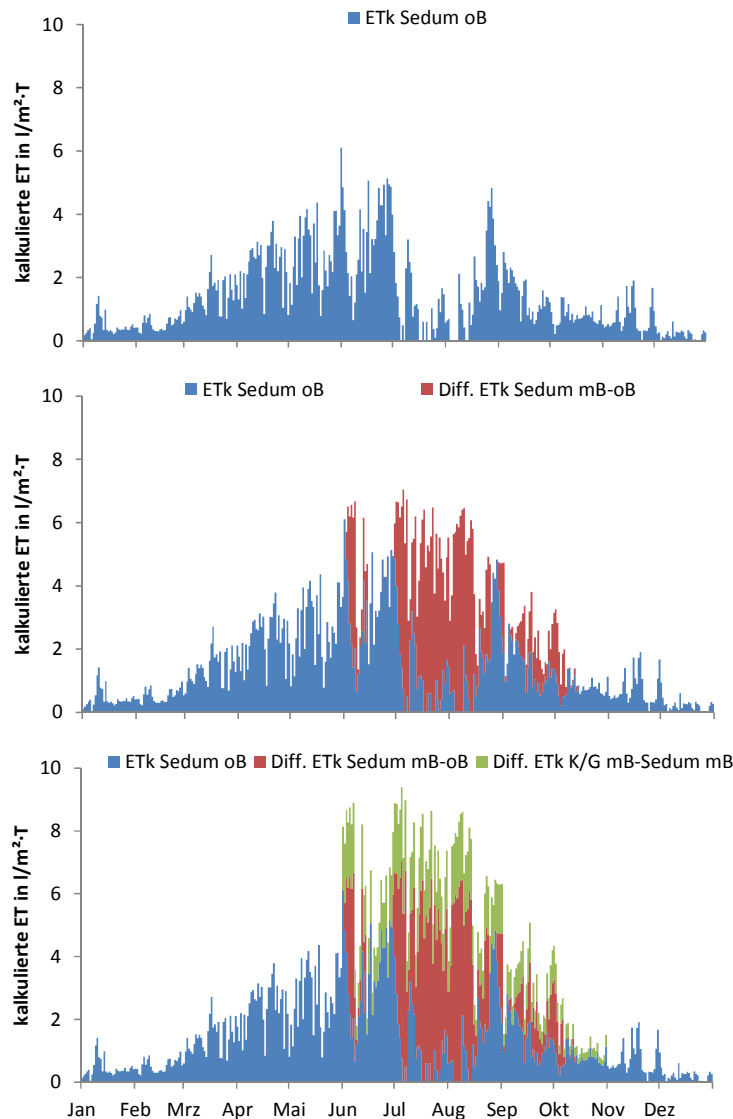 ETk Sedum oB
kalkulierte ET in l/m²·T
10
8
6
4
2
0
ETk Sedum oB Diff. ETk Sedum mB-oB
kalkulierte ET in l/m²·T
10
8
6
4
2
0
ETk Sedum oB Diff. ETk Sedum mB-oB Diff. ETk K/G mB-Sedum mB
kalkulierte ET in l/m²·T
10
8
6
4
2
0
Jan Feb Mrz Apr Mai Jun Jul Aug Sep Okt Nov Dez